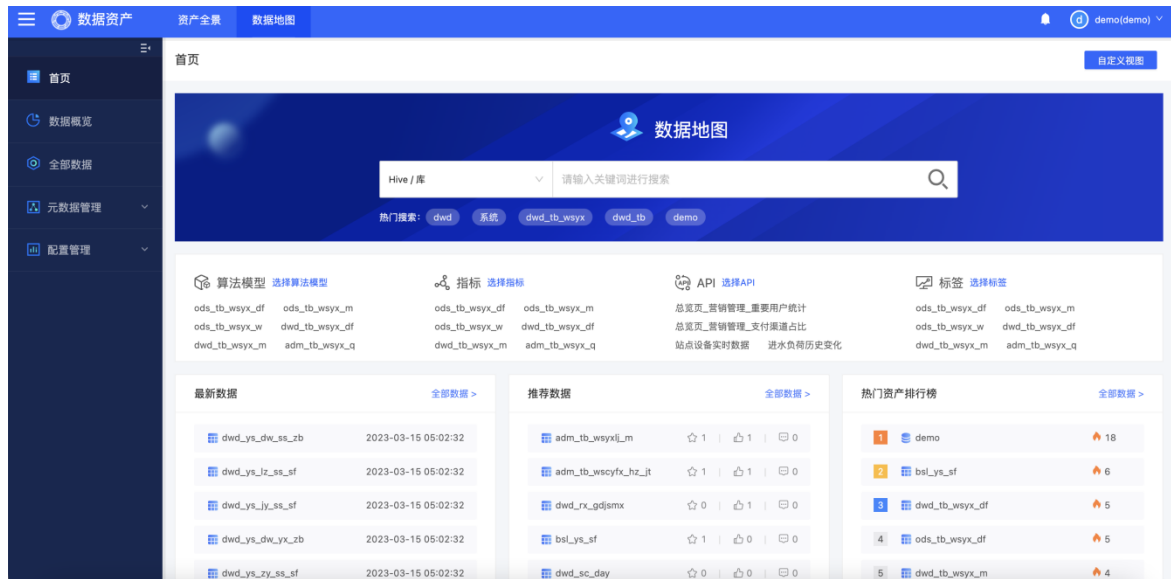 数据资产 资产全景 数据地图 d demo(demo)
首页 自定义视图
首页
数据概览
全部数据
元数据管理
配置管理
数据地图
Hive / 库 请输入关键词进行搜索
热门搜索: dwd 系统 dwd_tb_wsyx dwd_tb demo
算法模型 选择算法模型
ods_tb_wsyx_df ods_tb_wsyx_m
ods_tb_wsyx_w dwd_tb_wsyx_df
dwd_tb_wsyx_m adm_tb_wsyx_q
指标 选择指标
ods_tb_wsyx_df ods_tb_wsyx_m
ods_tb_wsyx_w dwd_tb_wsyx_df
dwd_tb_wsyx_m adm_tb_wsyx_q
API API 选择API
总览页_营销管理_重要用户统计
总览页_营销管理_支付渠道占比
站点设备实时数据 进水负荷历史变化
标签 选择标签
ods_tb_wsyx_df ods_tb_wsyx_m
ods_tb_wsyx_w dwd_tb_wsyx_df
dwd_tb_wsyx_m adm_tb_wsyx_q
最新数据 全部数据 >
dwd_ys_dw_ss_zb 2023-03-15 05:02:32
dwd_ys_lz_ss_sf 2023-03-15 05:02:32
dwd_ys_jy_ss_sf 2023-03-15 05:02:32
dwd_ys_dw_yx_zb 2023-03-15 05:02:32
dwd_ys_zy_ss_sf 2023-03-15 05:02:32
推荐数据 全部数据 >
adm_tb_wsyxlj_m 1 1 0
adm_tb_wscyfx_hz_jt 1 1 0
dwd_rx_gdjsmx 0 1 0
bsl_ys_sf 1 0 0
dwd_sc_day 0 0 0
热门资产排行榜 全部数据 >
1 demo 18
2 bsl_ys_sf 6
3 dwd_tb_wsyx_df 5
4 ods_tb_wsyx_df 5
5 dwd_tb_wsyx_m 4